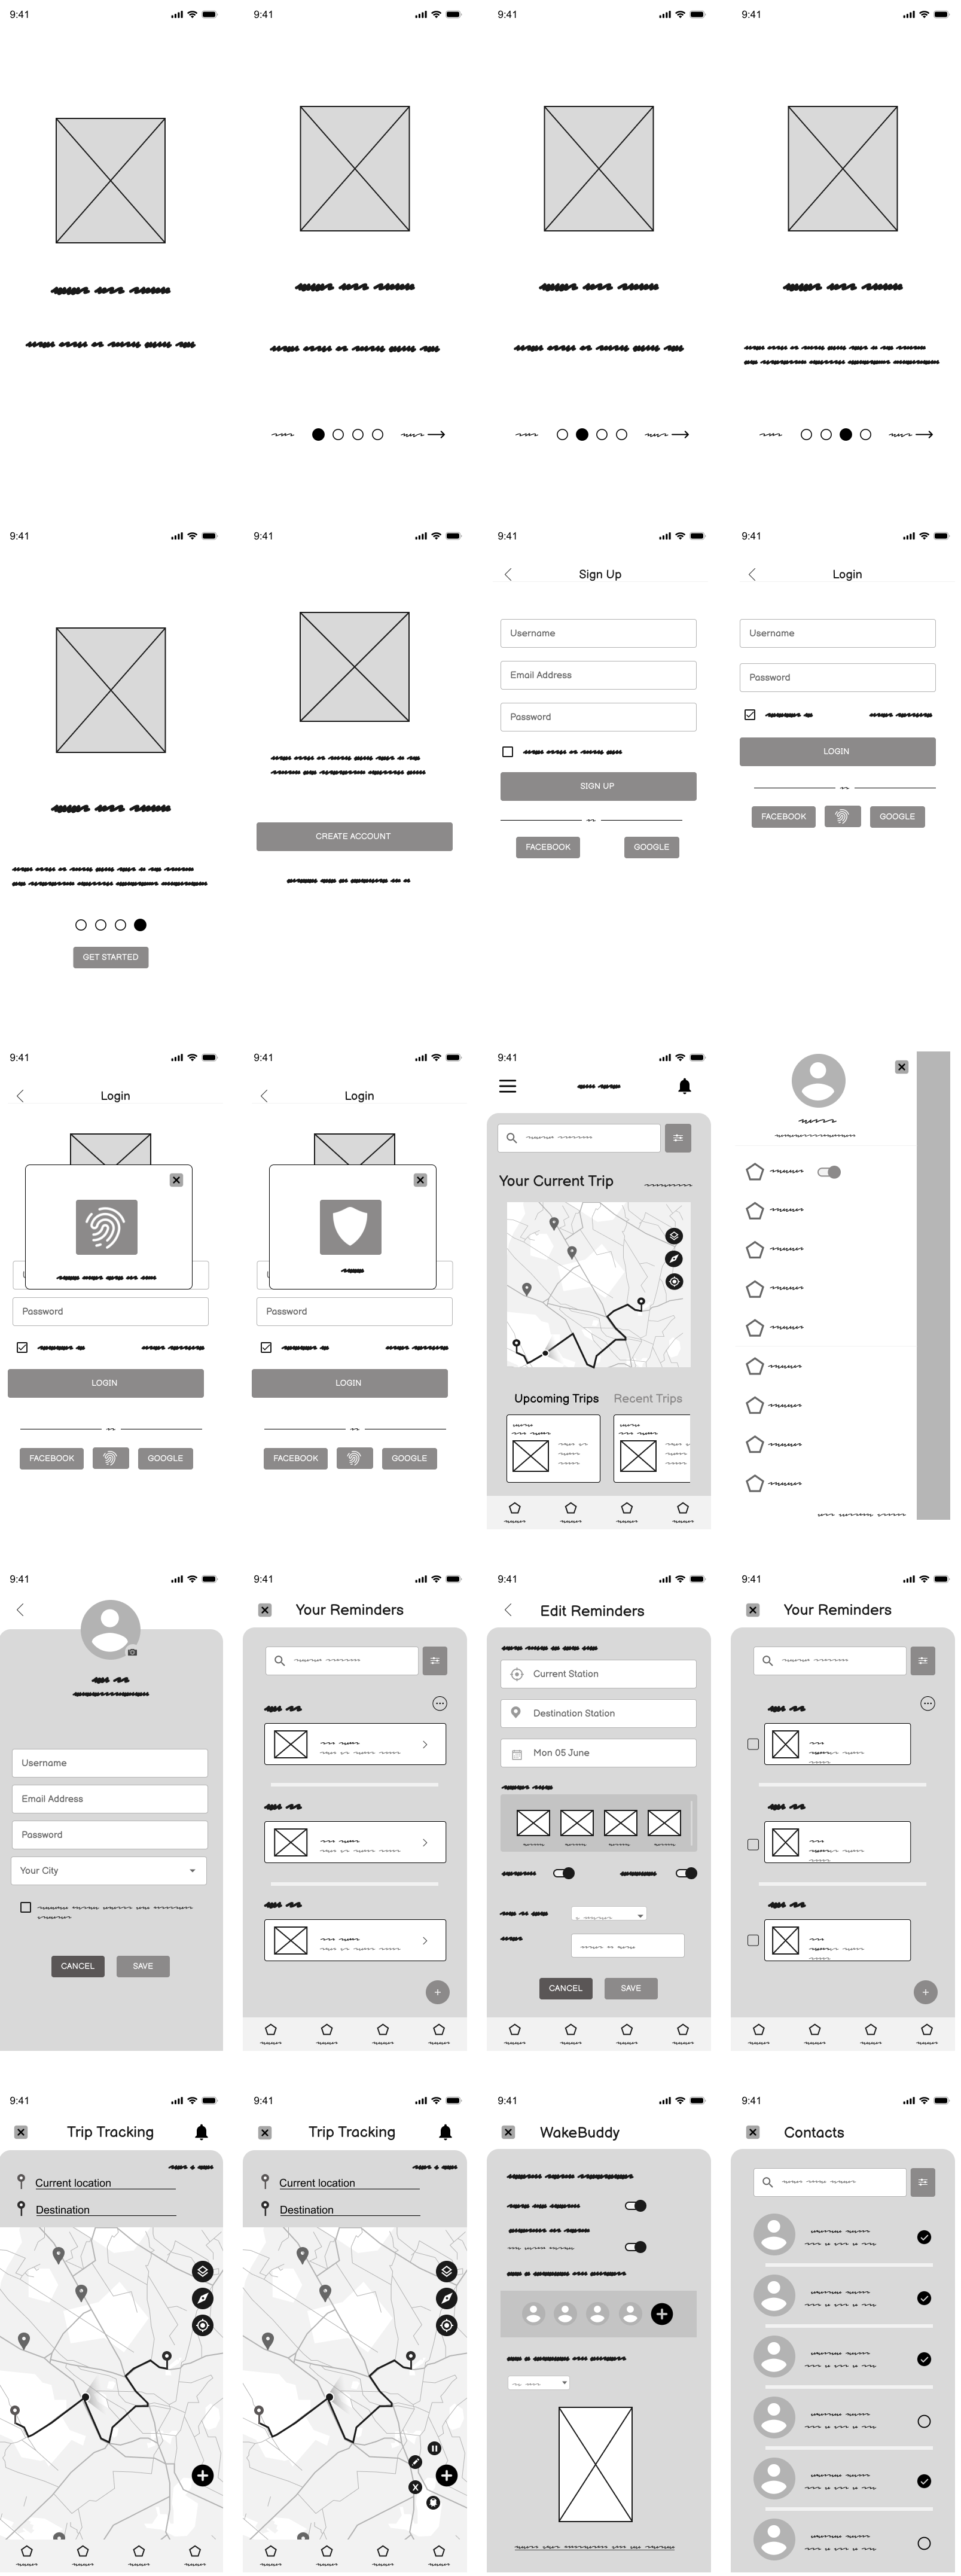 9:41
9:41
9:41
9:41
9:41
GET STARTED
9:41
CREATE ACCOUNT
9:41
Sign Up
Username
Email Address
Password
SIGN UP
FACEBOOK
GOOGLE
9:41
Login
Username
Password
LOGIN
FACEBOOK
GOOGLE
9:41
Login
Password
LOGIN
FACEBOOK
GOOGLE
9:41
Login
Password
LOGIN
FACEBOOK
GOOGLE
9:41
Your Current Trip
Upcoming Trips
Recent Trips
9:41
Username
Email Address
Password
Your City
CANCEL
SAVE
9:41
Your Reminders
9:41
Edit Reminders
Current Station
Destination Station
Mon 05 June
CANCEL
SAVE
9:41
Your Reminders
9:41
Trip Tracking
Current location
Destination
9:41
Trip Tracking
Current location
Destination
9:41
WakeBuddy
9:41
Contacts